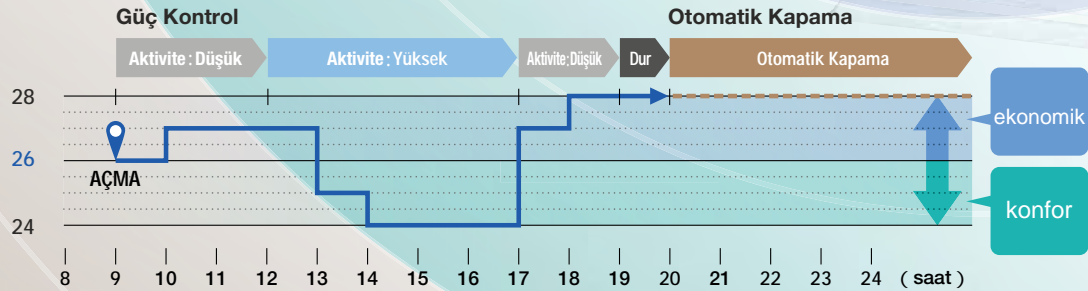 Güç Kontrol Otomatik Kapama
Aktivite : Düşük Aktivite : Yüksek Aktivite : Düşük Dur Otomatik Kapama
28
ekonomik
26
AÇMA
konfor
24
8 9 10 11 12 13 14 15 16 17 18 19 20 21 22 23 24 ( saat )